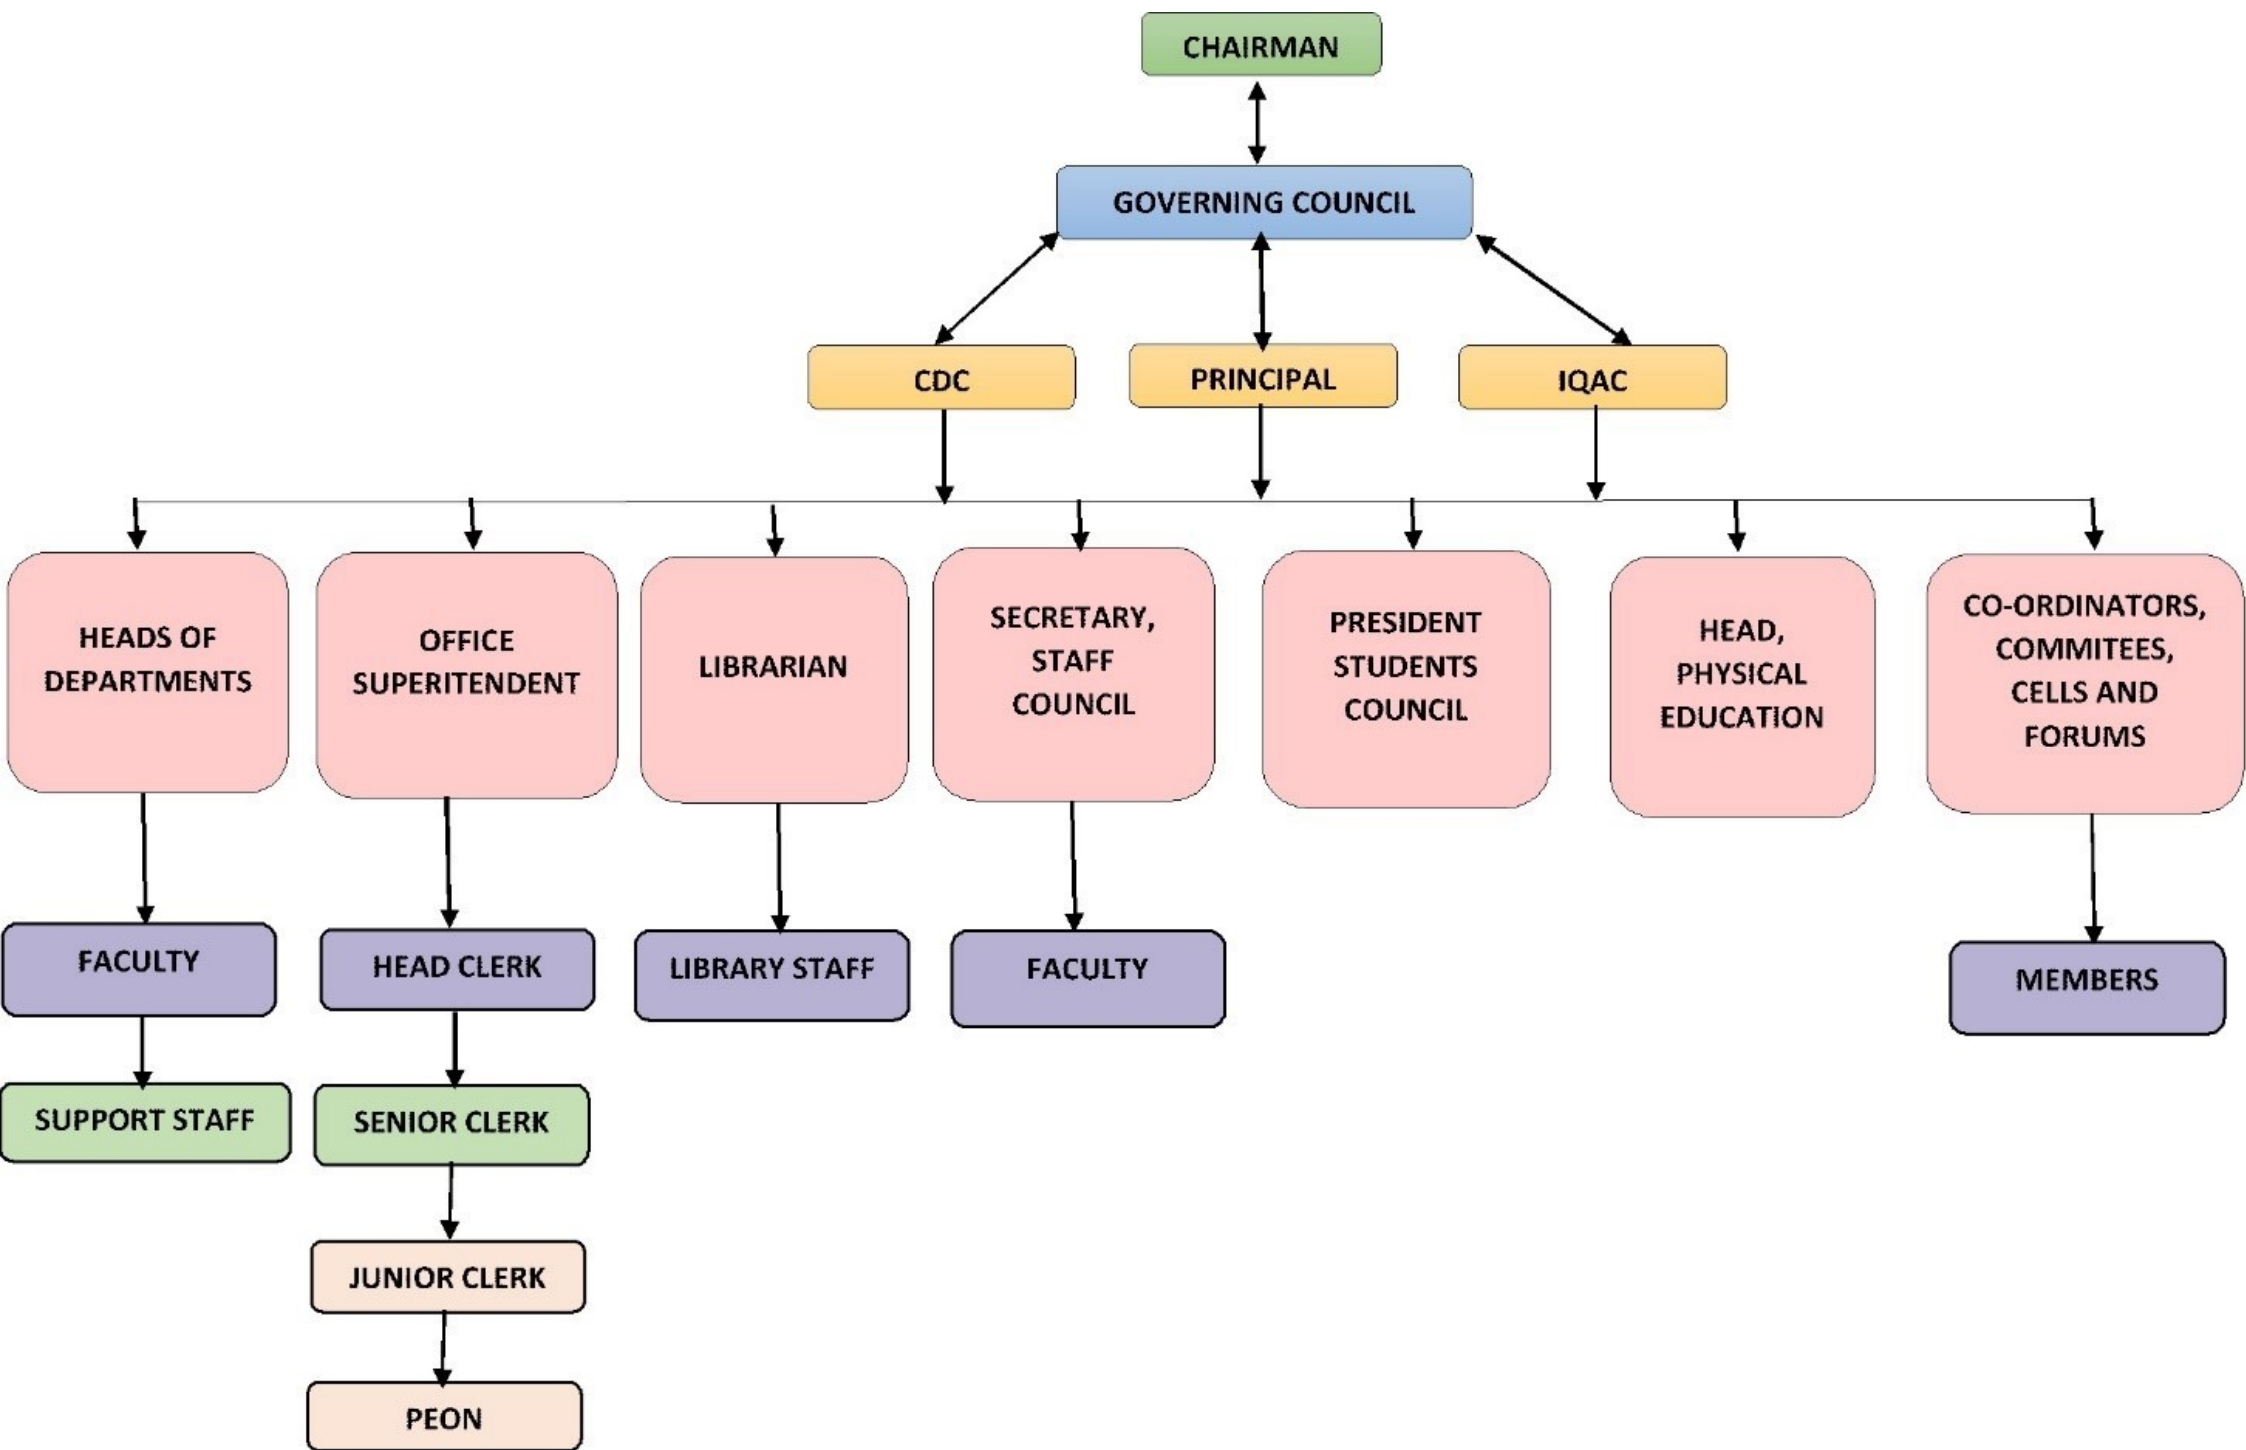 CHAIRMAN
GOVERNING COUNCIL
CDC
PRINCIPAL
IQAC
HEADS OF
DEPARTMENTS
OFFICE
SUPERITENDENT
LIBRARIAN
SECRETARY,
STAFF
COUNCIL
PRESIDENT
STUDENTS
COUNCIL
HEAD,
PHYSICAL
EDUCATION
CO-ORDINATORS,
COMMITEES,
CELLS AND
FORUMS
FACULTY
HEAD CLERK
LIBRARY STAFF
FACULTY
MEMBERS
SUPPORT STAFF
SENIOR CLERK
JUNIOR CLERK
PEON